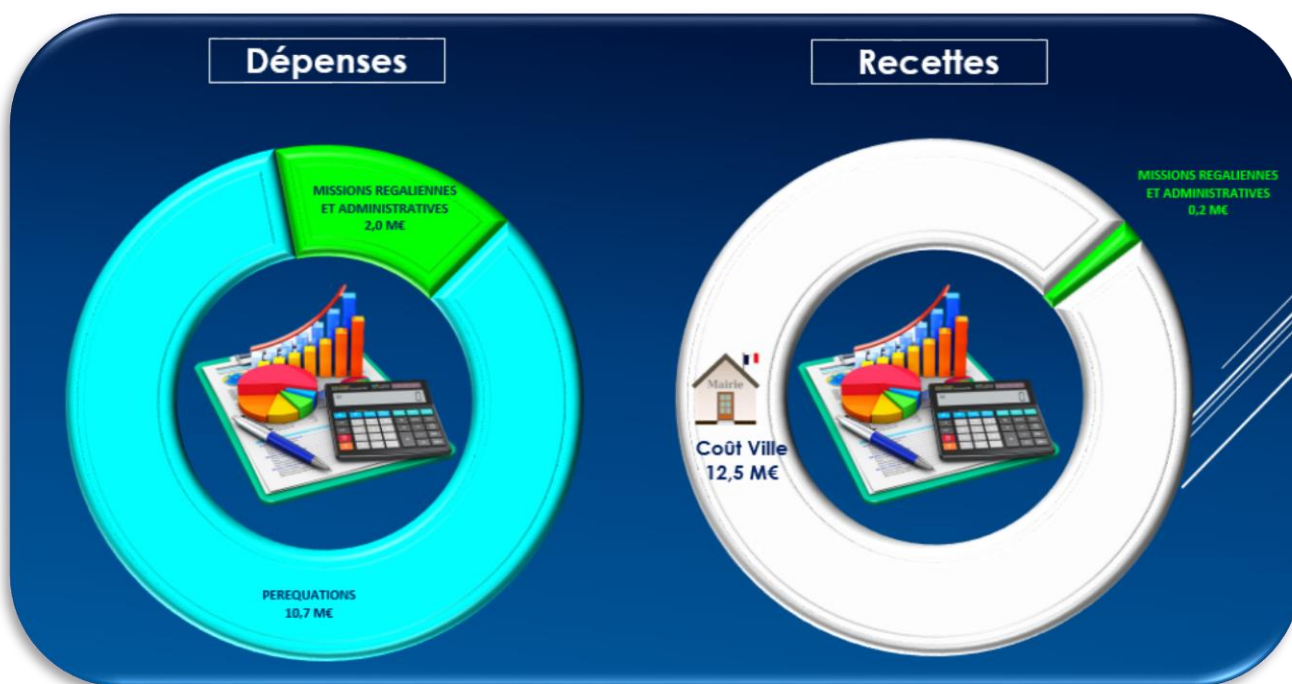 Dépenses
MISSIONS REGALIENNES
ET ADMINISTRATIVES
2,0 M€
PEREQUATIONS
10,7 M€
Recettes
MISSIONS REGALIENNES
ET ADMINISTRATIVES
0,2 M€
Mairie
Coût Ville
12,5 M€